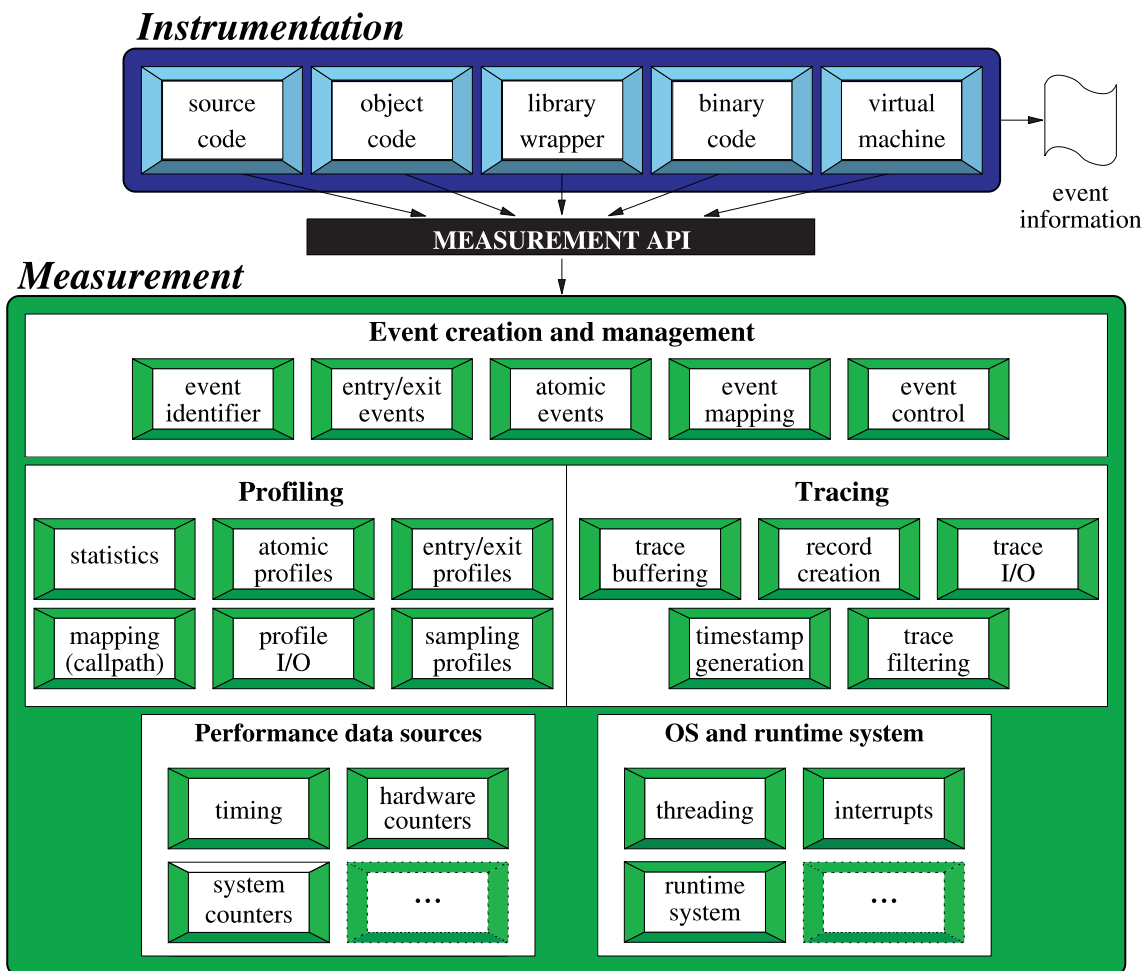 Instrumentation
source
code
object
code
library
wrapper
binary
code
virtual
machine
event
information
MEASUREMENT API
Measurement
Event creation and management
event
identifier
entry/exit
events
atomic
events
event
mapping
event
control
Profiling
statistics
atomic
profiles
entry/exit
profiles
mapping
(callpath)
profile
I/O
sampling
profiles
Tracing
trace
buffering
record
creation
trace
I/O
timestamp
generation
trace
filtering
Performance data sources
timing
hardware
counters
system
counters
...
OS and runtime system
threading
interrupts
runtime
system
...